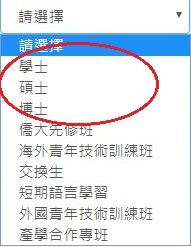 請選擇
請選擇
學士
碩士
博士
僑大先修班
海外青年技術訓練班
交換生
短期語言學習
外國青年技術訓練班
產學合作專班